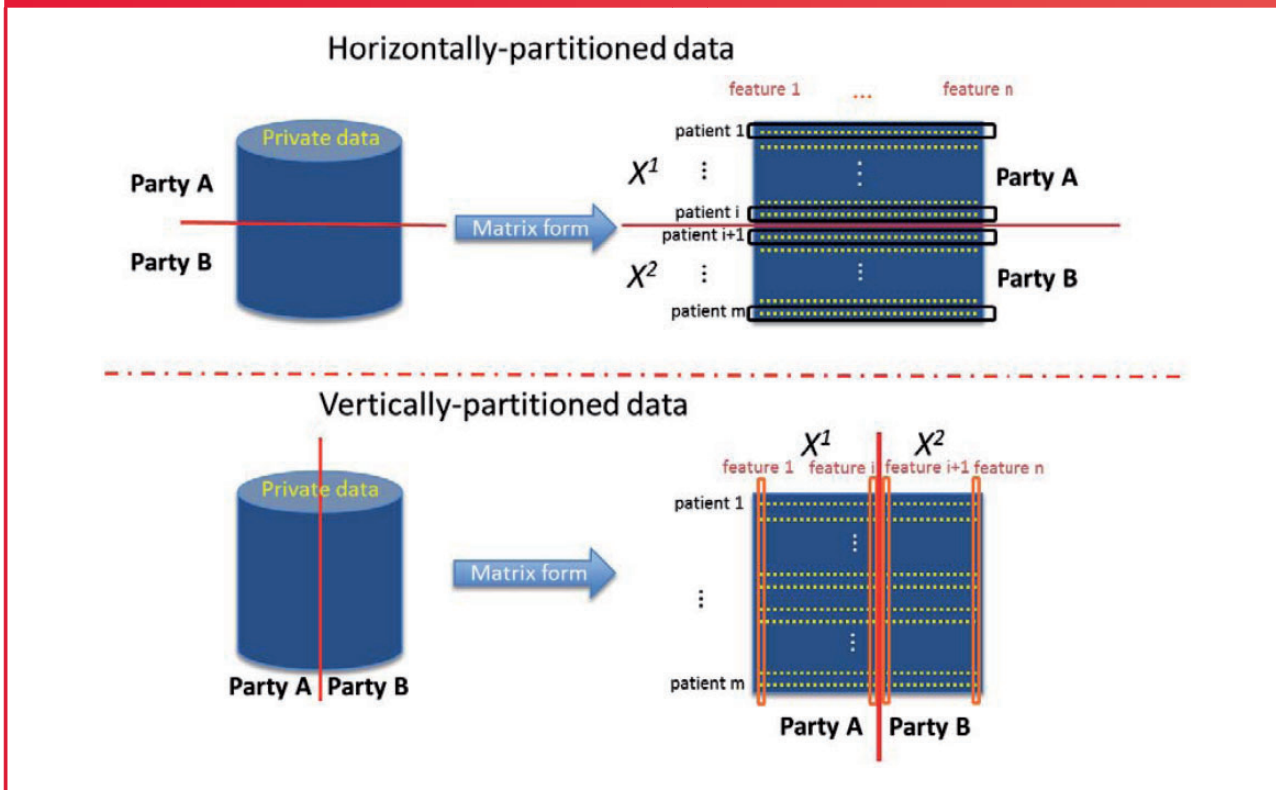 Horizontally-partitioned data
feature 1 ... feature n
Private data
patient 1
Party A
X¹ ⋮ ⋮ Party A
patient i
Matrix form
patient i+1
Party B
X² ⋮ ⋮ Party B
patient m
Vertically-partitioned data
X¹ X²
feature 1 feature i feature i+1 feature n
Private data
patient 1
⋮
Matrix form
⋮
⋮
patient m
Party A Party B
Party A Party B